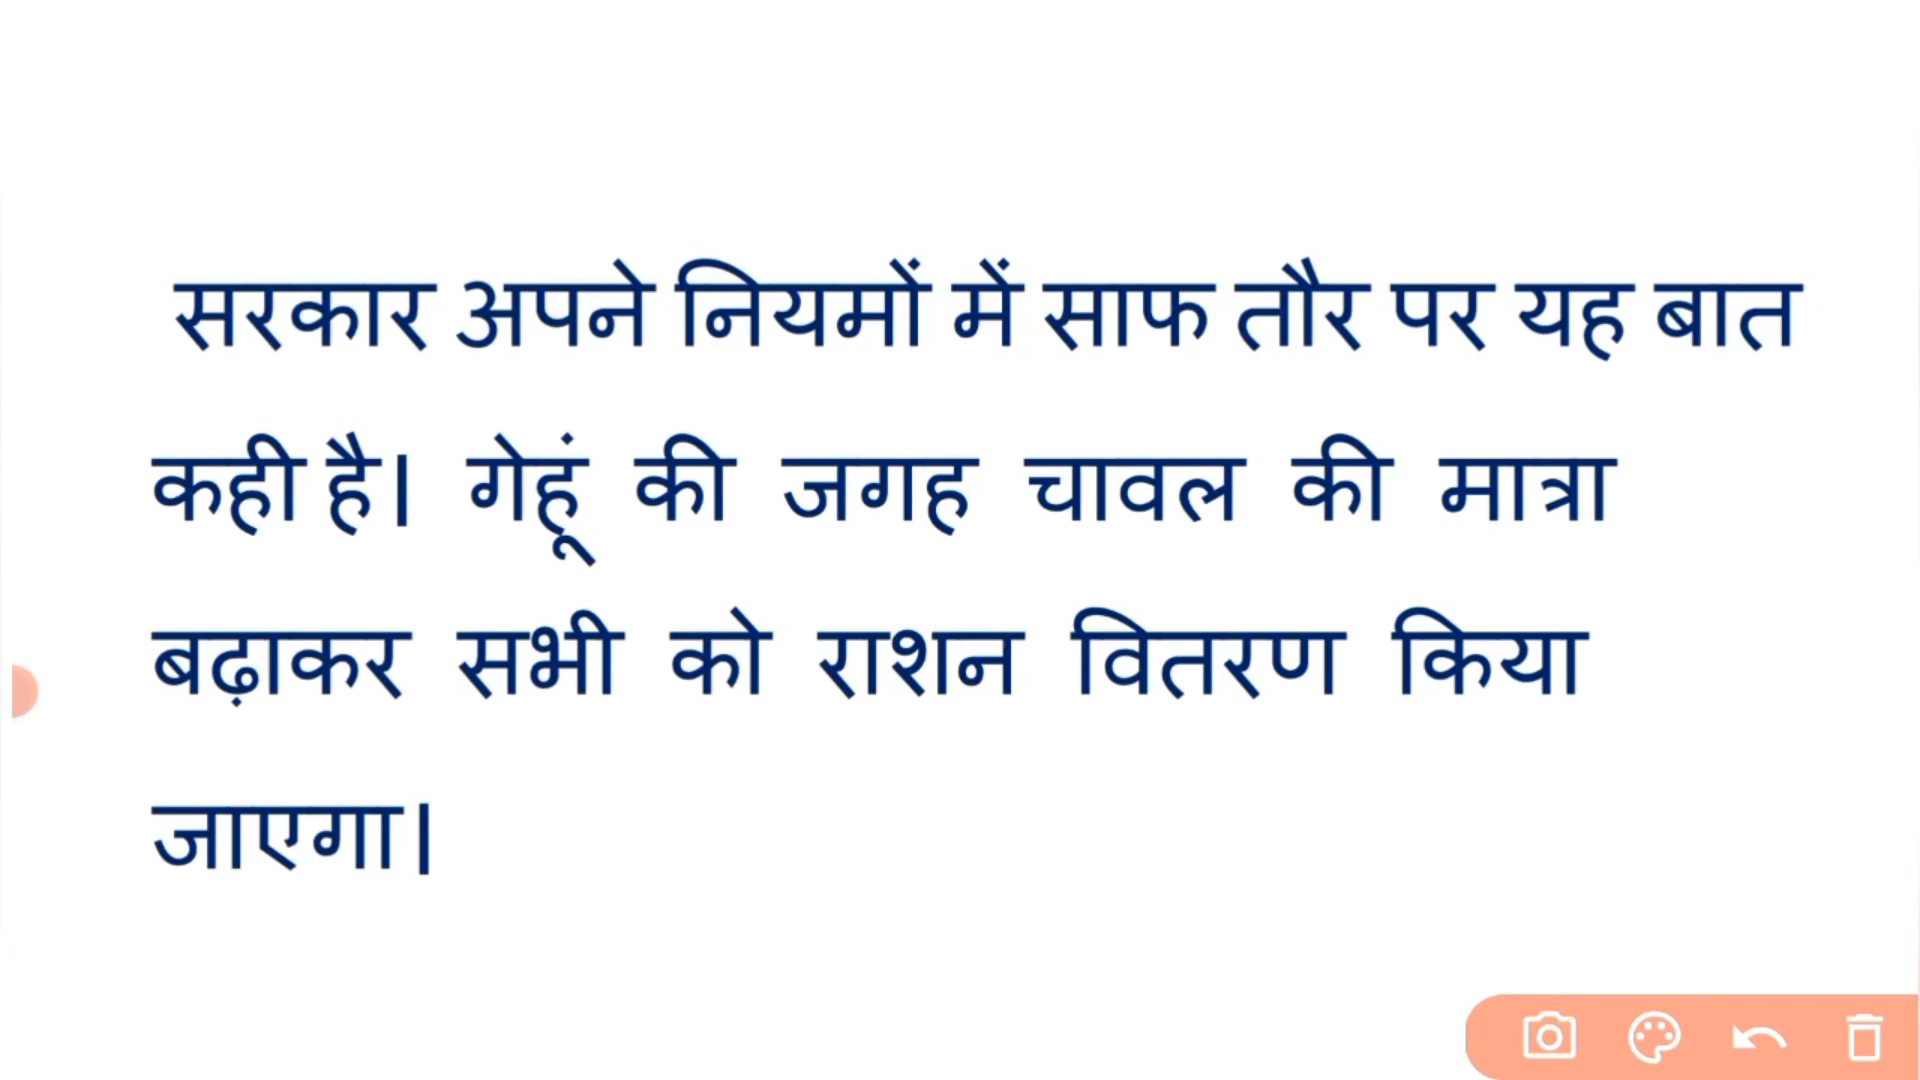 सरकार अपने नियमों में साफ तौर पर यह बात
कही है। गेहूं की जगह चावल की मात्रा
बढ़ाकर सभी को राशन वितरण किया
जाएगा।